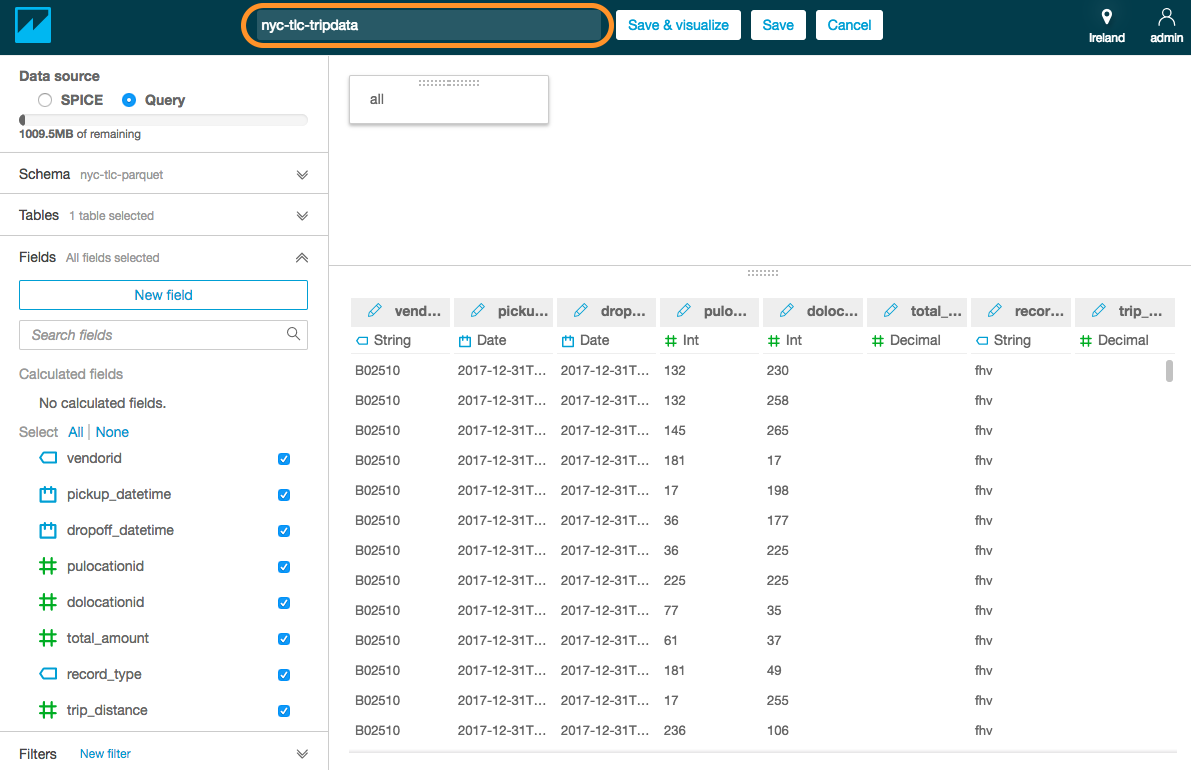 nyc-tlc-tripdata Save & visualize Save Cancel Ireland admin
Data source
SPICE Query
1009.5MB of remaining
Schema nyc-tlc-parquet
Tables 1 table selected
Fields All fields selected
New field
Search fields
Calculated fields
No calculated fields.
Select All | None
vendorid
pickup_datetime
dropoff_datetime
pulocationid
dolocationid
total_amount
record_type
trip_distance
Filters New filter
all
vend... picku... drop... pulo... doloc... total_... recor... trip_...
String Date Date Int Int Decimal String Decimal
B02510 2017-12-31T... 2017-12-31T... 132 230 fhv
B02510 2017-12-31T... 2017-12-31T... 132 258 fhv
B02510 2017-12-31T... 2017-12-31T... 145 265 fhv
B02510 2017-12-31T... 2017-12-31T... 181 17 fhv
B02510 2017-12-31T... 2017-12-31T... 17 198 fhv
B02510 2017-12-31T... 2017-12-31T... 36 177 fhv
B02510 2017-12-31T... 2017-12-31T... 36 225 fhv
B02510 2017-12-31T... 2017-12-31T... 225 225 fhv
B02510 2017-12-31T... 2017-12-31T... 77 35 fhv
B02510 2017-12-31T... 2017-12-31T... 61 37 fhv
B02510 2017-12-31T... 2017-12-31T... 181 49 fhv
B02510 2017-12-31T... 2017-12-31T... 17 255 fhv
B02510 2017-12-31T... 2017-12-31T... 236 106 fhv